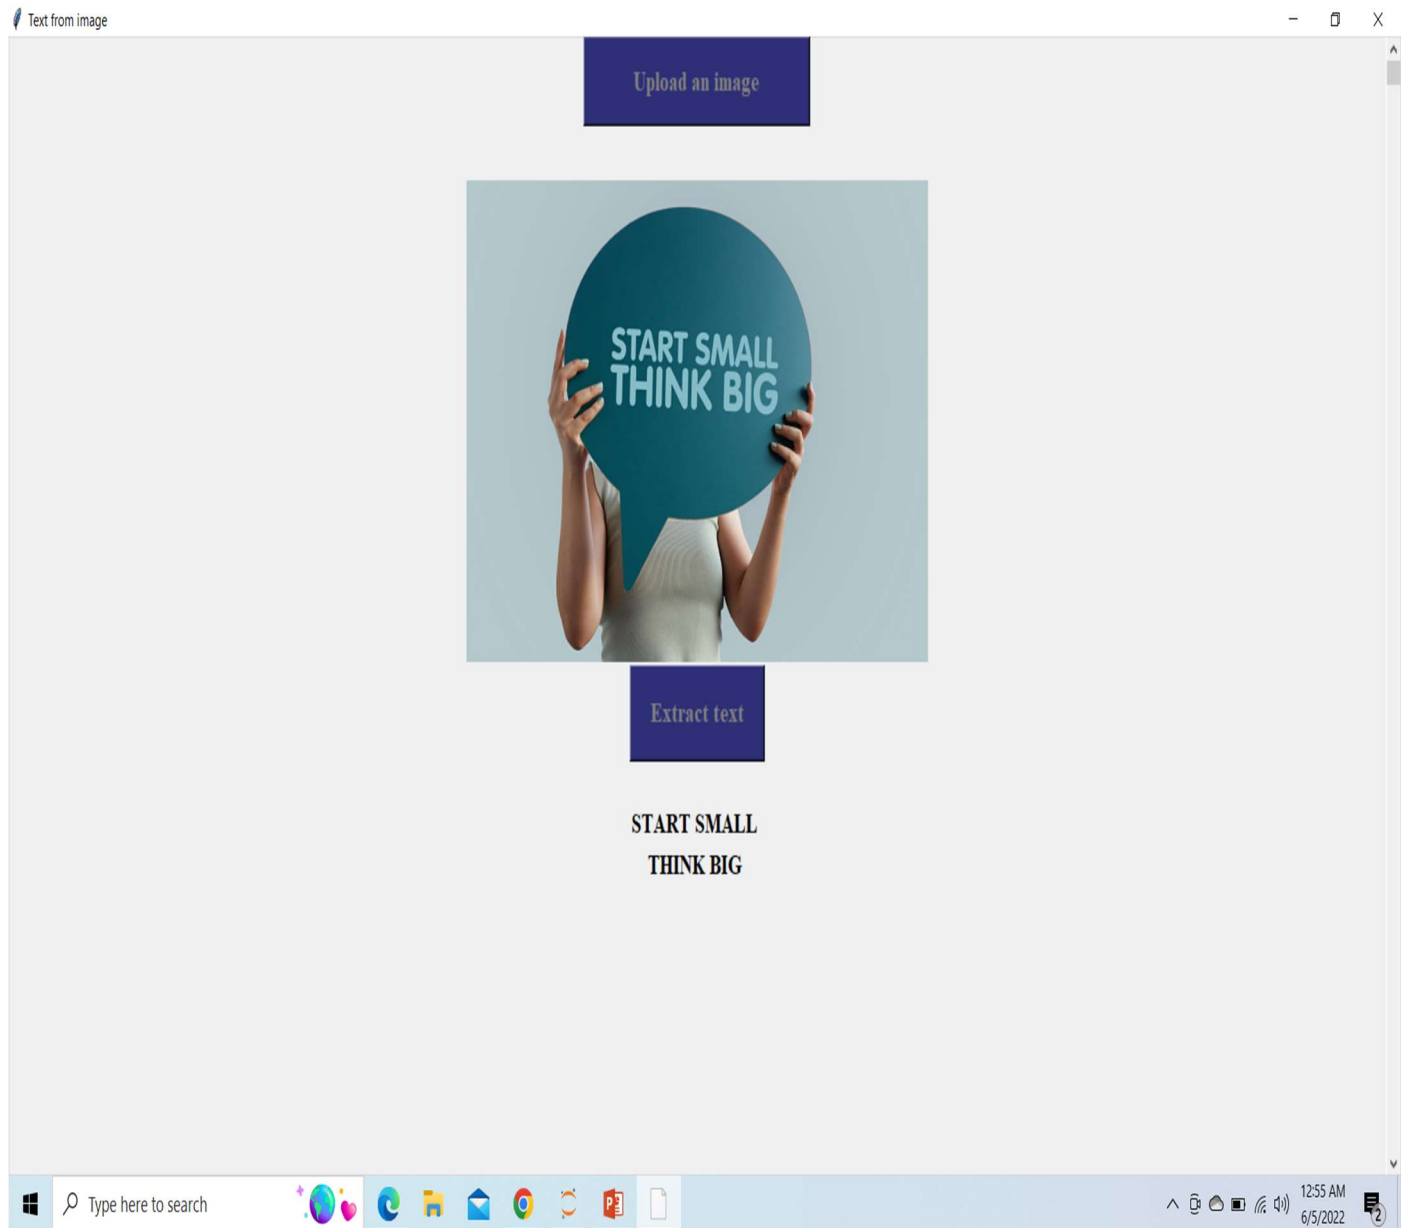 Text from image
Upload an image
START SMALL
THINK BIG
Extract text
START SMALL
THINK BIG
Type here to search
12:55 AM
6/5/2022
2